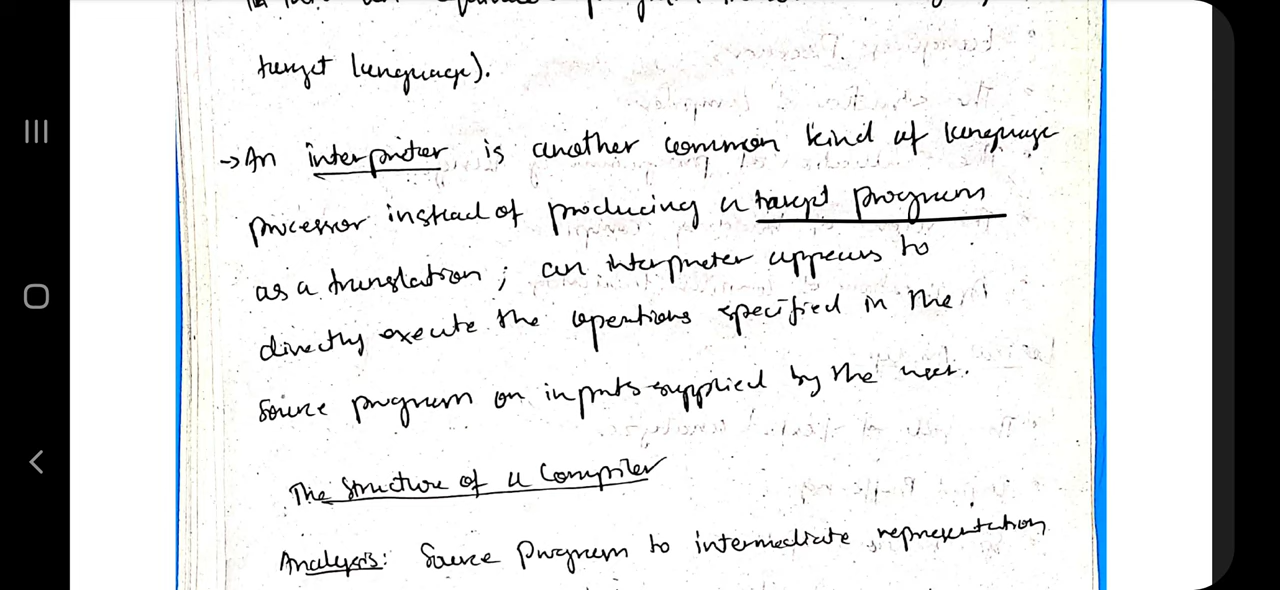 target language).
→ An interpreter is another common kind of language
processor instead of producing a target program
as a translation; an interpreter appears to
directly execute the operations specified in the
Source program on inputs supplied by the user.
The Structure of a Compiler
Analysis: Source Program to intermediate representation